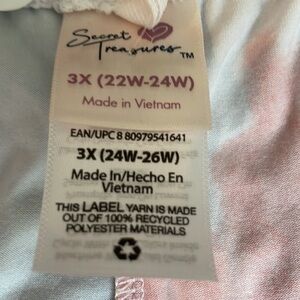 Secret
Treasures TM
3X (22W-24W)
Made in Vietnam
EAN/UPC 8 80979541641
3X (24W-26W)
Made In/Hecho En
Vietnam
THIS LABEL YARN IS MADE
OUT OF 100% RECYCLED
POLYESTER MATERIALS